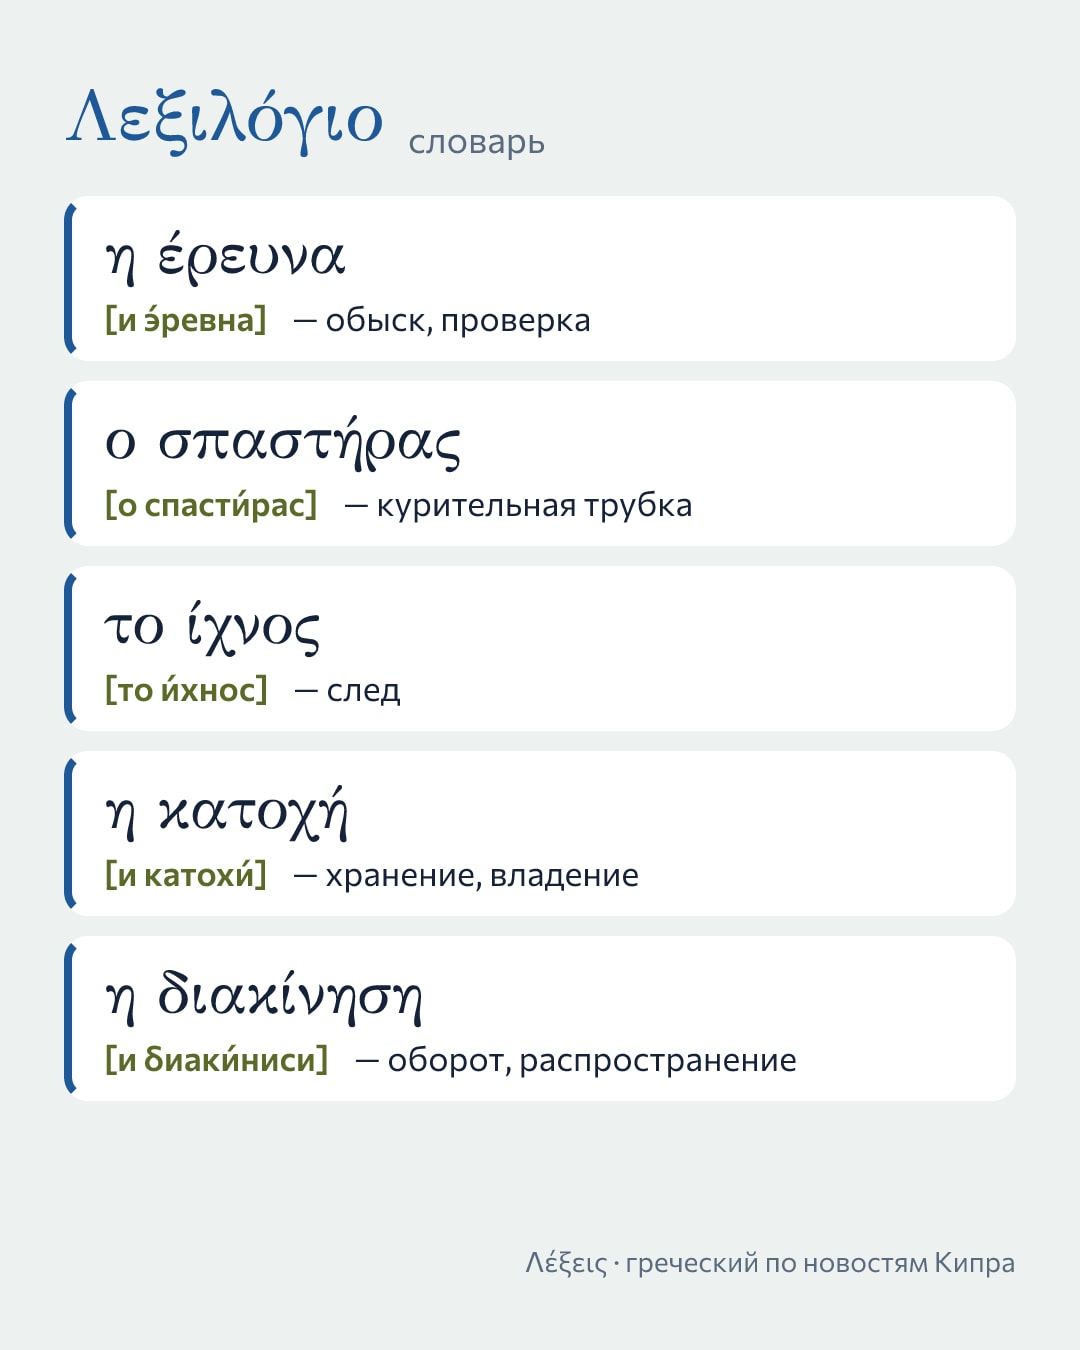 Λεξιλόγιο словарь
η έρευνα
[и э́ревна] — обыск, проверка
ο σπαστήρας
[о спасти́рас] — курительная трубка
το ίχνος
[то и́хнос] — след
η κατοχή
[и катохи́] — хранение, владение
η διακίνηση
[и δиаки́ниси] — оборот, распространение
Λέξεις · греческий по новостям Кипра